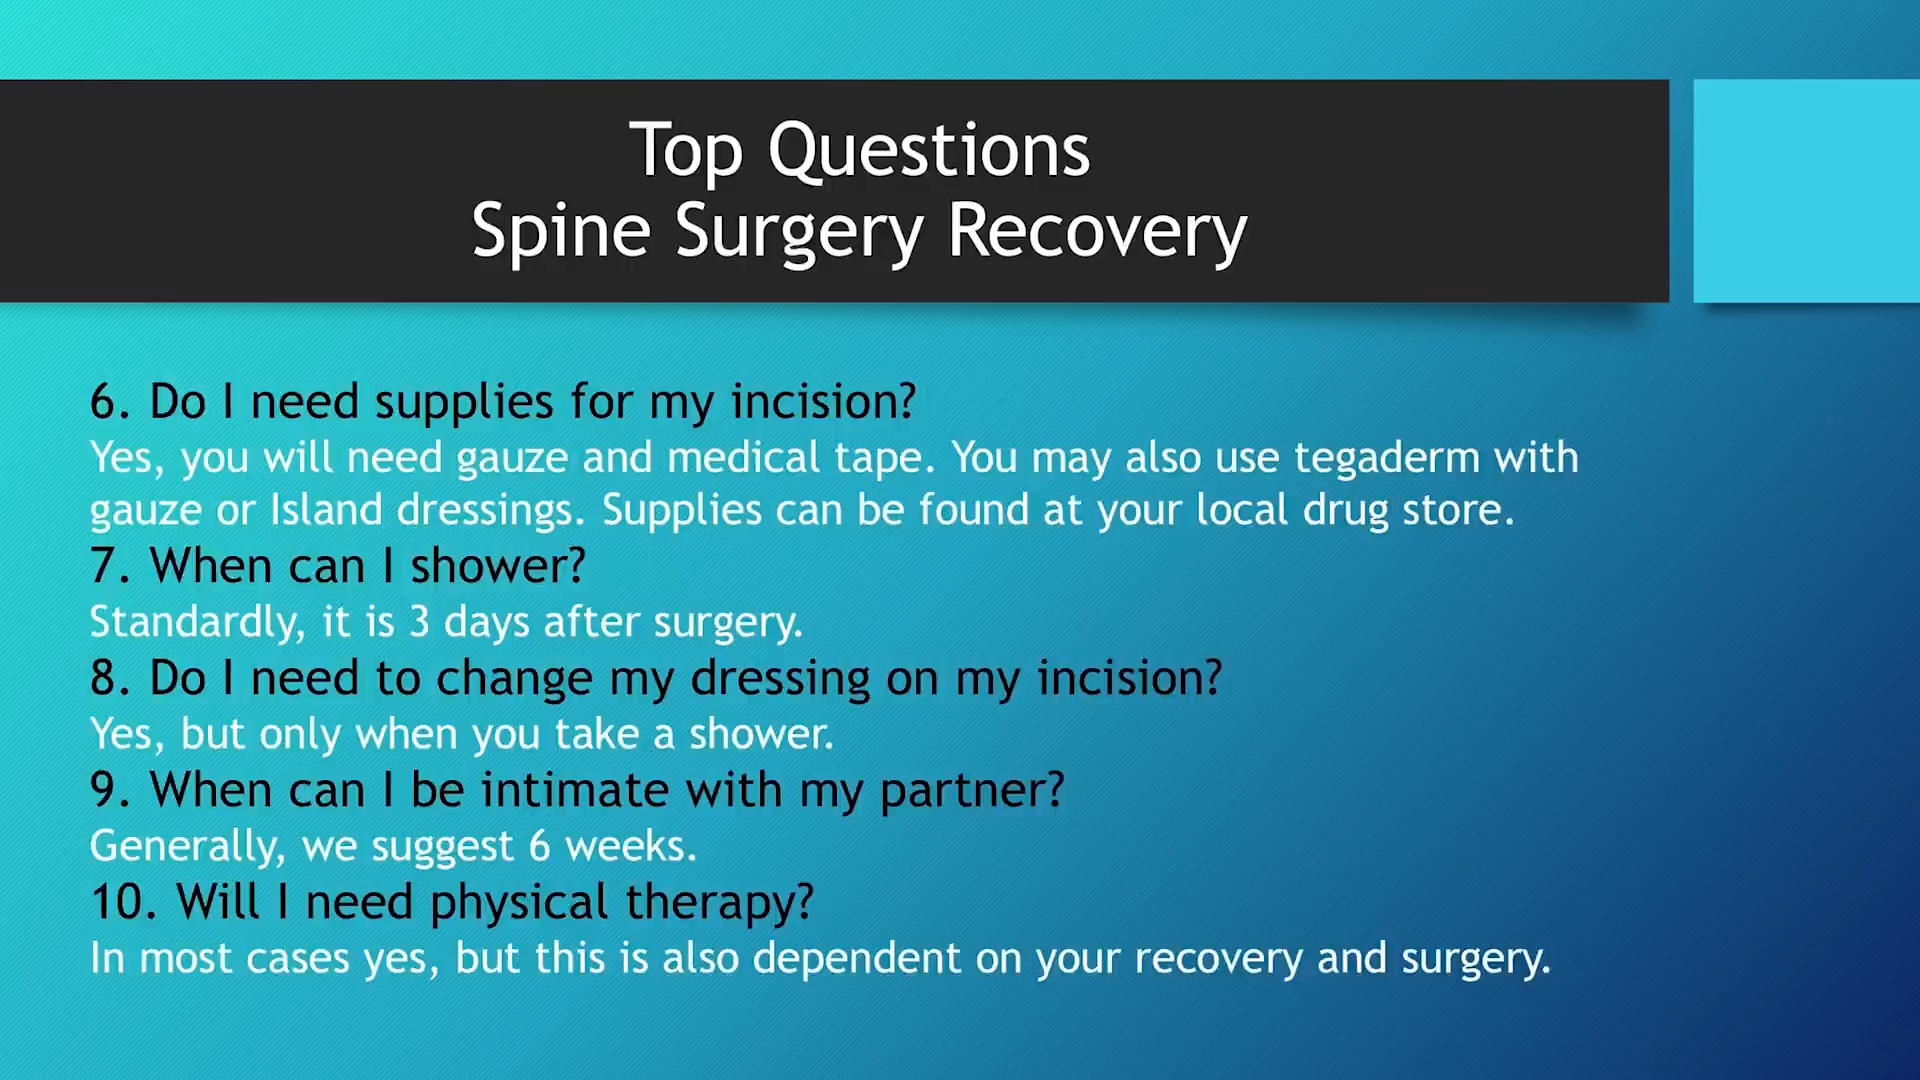 Top Questions
Spine Surgery Recovery
6. Do I need supplies for my incision?
Yes, you will need gauze and medical tape. You may also use tegaderm with
gauze or Island dressings. Supplies can be found at your local drug store.
7. When can I shower?
Standardly, it is 3 days after surgery.
8. Do I need to change my dressing on my incision?
Yes, but only when you take a shower.
9. When can I be intimate with my partner?
Generally, we suggest 6 weeks.
10. Will I need physical therapy?
In most cases yes, but this is also dependent on your recovery and surgery.